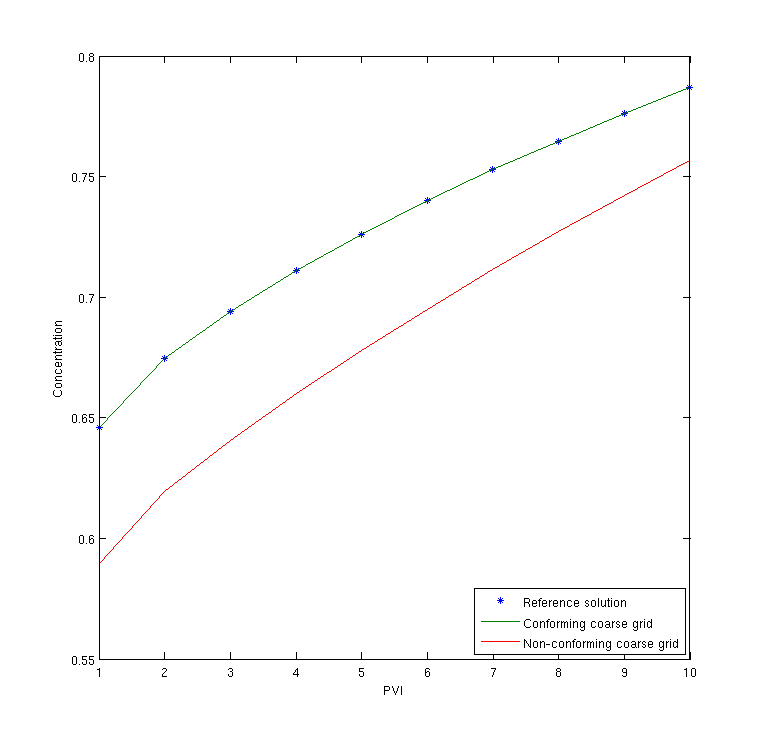 0.8
0.75
0.7
0.65
0.6
0.55
Concentration
1 2 3 4 5 6 7 8 9 10
PVI
Reference solution
Conforming coarse grid
Non-conforming coarse grid